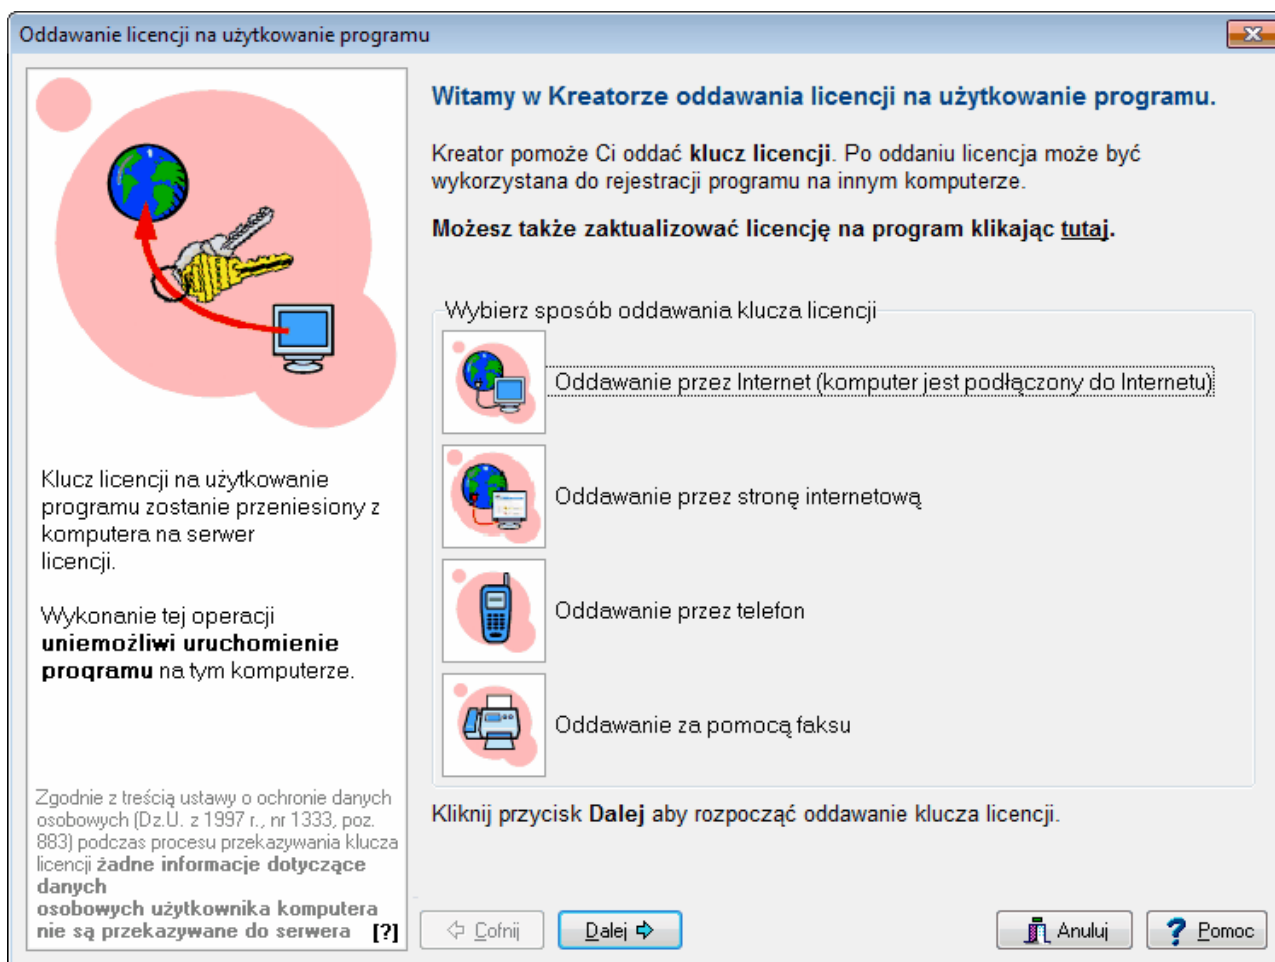 Oddawanie licencji na użytkowanie programu
Witamy w Kreatorze oddawania licencji na użytkowanie programu.
Kreator pomoże Ci oddać klucz licencji. Po oddaniu licencja może być
wykorzystana do rejestracji programu na innym komputerze.
Możesz także zaktualizować licencję na program klikając tutaj.
Wybierz sposób oddawania klucza licencji
Oddawanie przez Internet (komputer jest podłączony do Internetu)
Oddawanie przez stronę internetową
Oddawanie przez telefon
Oddawanie za pomocą faksu
Kliknij przycisk Dalej aby rozpocząć oddawanie klucza licencji.
Klucz licencji na użytkowanie
programu zostanie przeniesiony z
komputera na serwer
licencji.
Wykonanie tej operacji
uniemożliwi uruchomienie
programu na tym komputerze.
Zgodnie z treścią ustawy o ochronie danych
osobowych (Dz.U. z 1997 r., nr 1333, poz.
883) podczas procesu przekazywania klucza
licencji żadne informacje dotyczące
danych
osobowych użytkownika komputera
nie są przekazywane do serwera [?]
Cofnij
Dalej
Anuluj
Pomoc